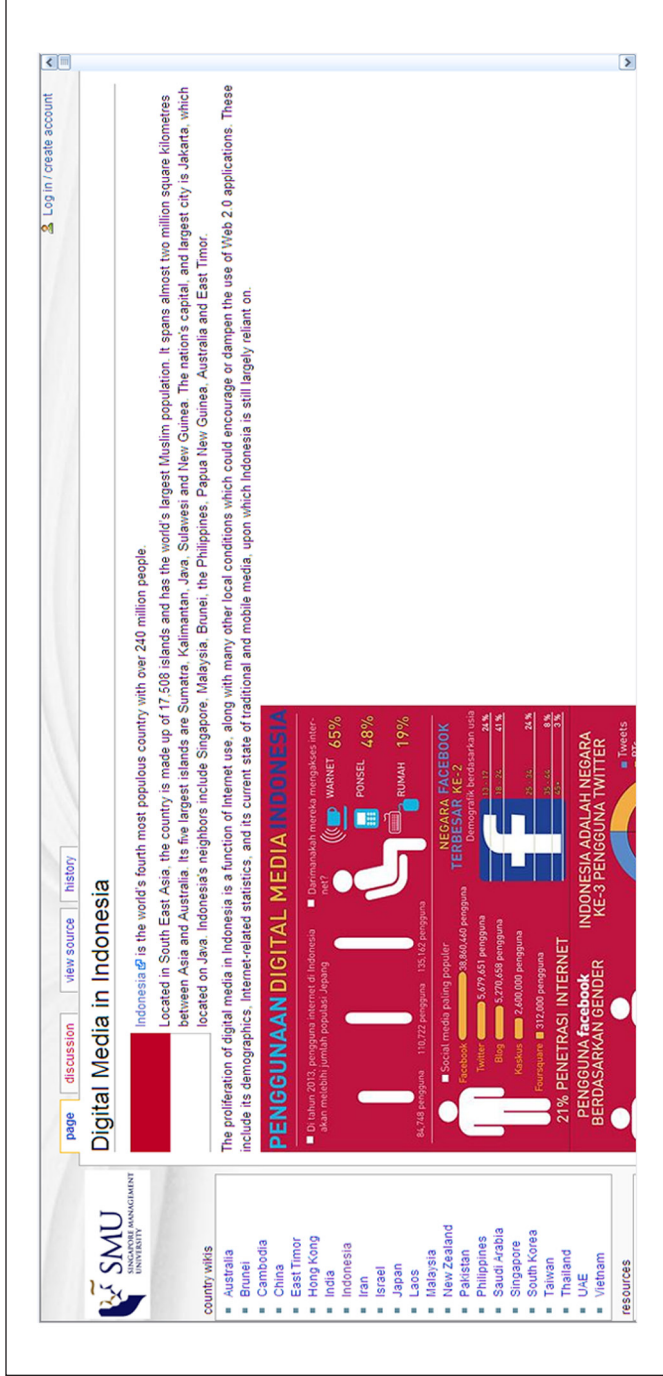 Log in / create account
page
discussion
view source
history
SMU
SINGAPORE MANAGEMENT
UNIVERSITY
country wikis
Australia
Brunei
Cambodia
China
East Timor
Hong Kong
India
Indonesia
Iran
Israel
Japan
Laos
Malaysia
New Zealand
Pakistan
Philippines
Saudi Arabia
Singapore
South Korea
Taiwan
Thailand
UAE
Vietnam
resources
Digital Media in Indonesia
Indonesia is the world's fourth most populous country with over 240 million people.
Located in South East Asia, the country is made up of 17,508 islands and has the world's largest Muslim population. It spans almost two million square kilometres
between Asia and Australia. Its five largest islands are Sumatra, Kalimantan, Java, Sulawesi and New Guinea. The nation's capital, and largest city is Jakarta, which
located on Java. Indonesia's neighbors include Singapore, Malaysia, Brunei, the Philippines, Papua New Guinea, Australia and East Timor.
The proliferation of digital media in Indonesia is a function of Internet use, along with many other local conditions which could encourage or dampen the use of Web 2.0 applications. These
include its demographics, Internet-related statistics, and its current state of traditional and mobile media, upon which Indonesia is still largely reliant on.
PENGGUNAAN DIGITAL MEDIA INDONESIA
Di tahun 2013, pengguna internet di Indonesia
akan melebihi jumlah populasi Jepang
84,748 pengguna 110,722 pengguna 135,162 pengguna
Darimanakah mereka mengakses inter-
net?
WARNET 65%
PONSEL 48%
RUMAH 19%
Social media paling populer
Facebook 38,860,460 pengguna
Twitter 5,679,651 pengguna
Blog 5,270,658 pengguna
Kaskus 2,600,000 pengguna
Foursquare 312,000 pengguna
21% PENETRASI INTERNET
NEGARA FACEBOOK
TERBESAR KE-2
Demografik berdasarkan usia
13 - 17 24 %
18 - 24 41 %
25 - 34 24 %
35 - 44 8 %
45+ 3 %
PENGGUNA facebook
BERDASARKAN GENDER
INDONESIA ADALAH NEGARA
KE-3 PENGGUNA TWITTER
Tweets